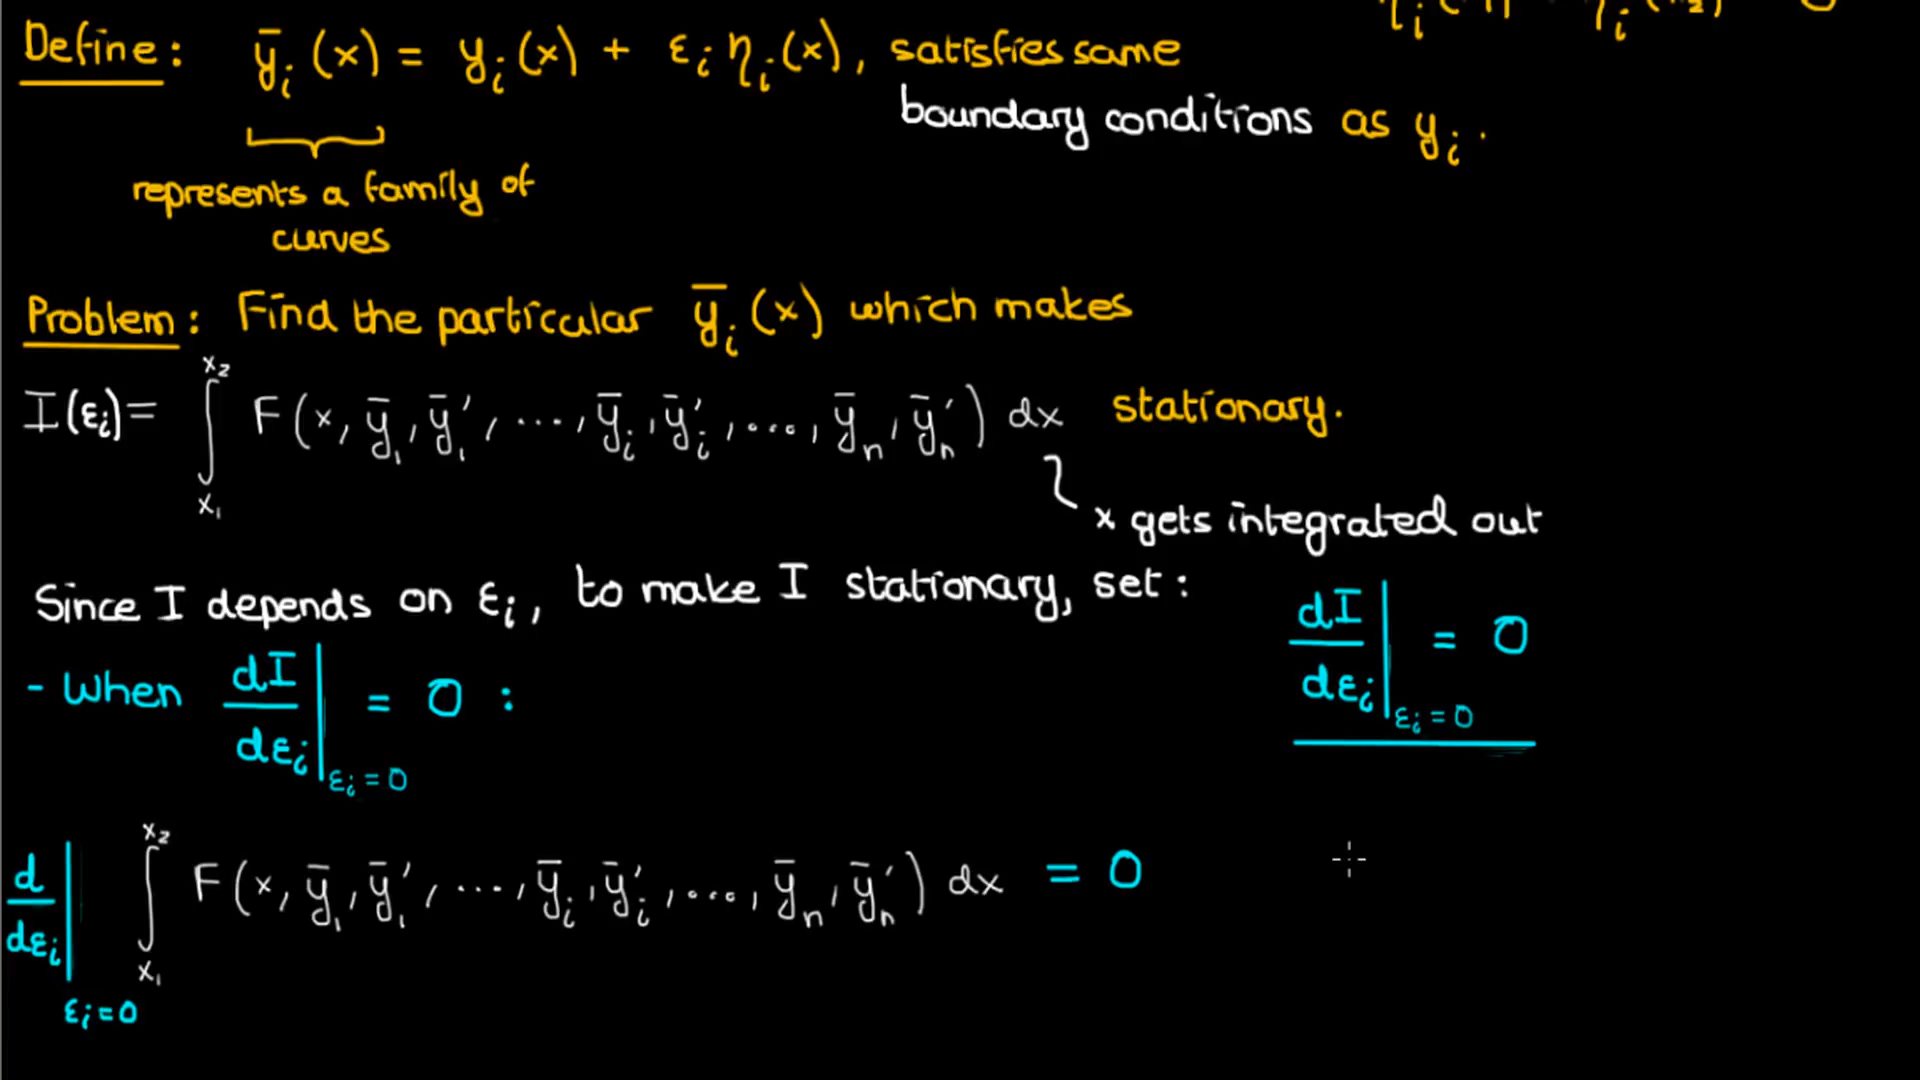 Define: ȳᵢ(x) = yᵢ(x) + εᵢ ηᵢ(x), satisfies same
boundary conditions as yᵢ.
represents a family of
curves
Problem: Find the particular ȳᵢ(x) which makes
I(εᵢ) = ∫_{x₁}^{x₂} F(x, ȳ₁, ȳ₁', ..., ȳᵢ, ȳᵢ', ..., ȳₙ, ȳₙ') dx stationary.
x gets integrated out
Since I depends on εᵢ, to make I stationary, set: dI/dεᵢ |_{εᵢ=0} = 0
- When dI/dεᵢ |_{εᵢ=0} = 0 :
d/dεᵢ |_{εᵢ=0} ∫_{x₁}^{x₂} F(x, ȳ₁, ȳ₁', ..., ȳᵢ, ȳᵢ', ..., ȳₙ, ȳₙ') dx = 0